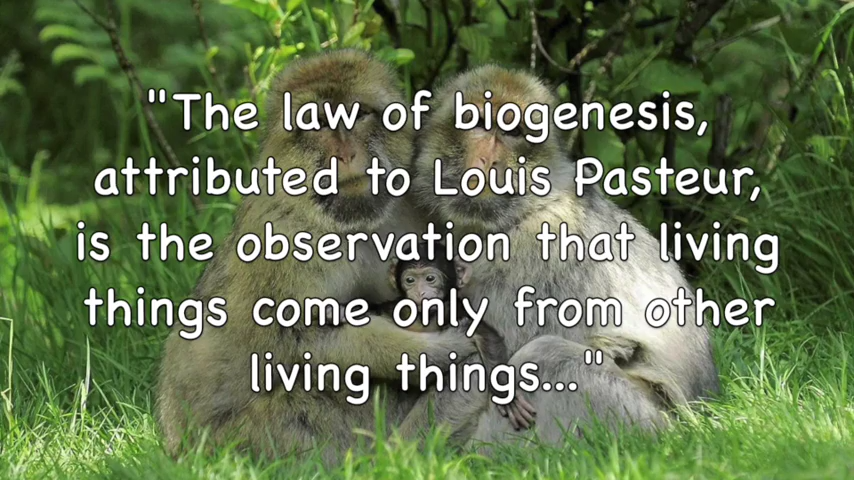 "The law of biogenesis,
attributed to Louis Pasteur,
is the observation that living
things come only from other
living things..."